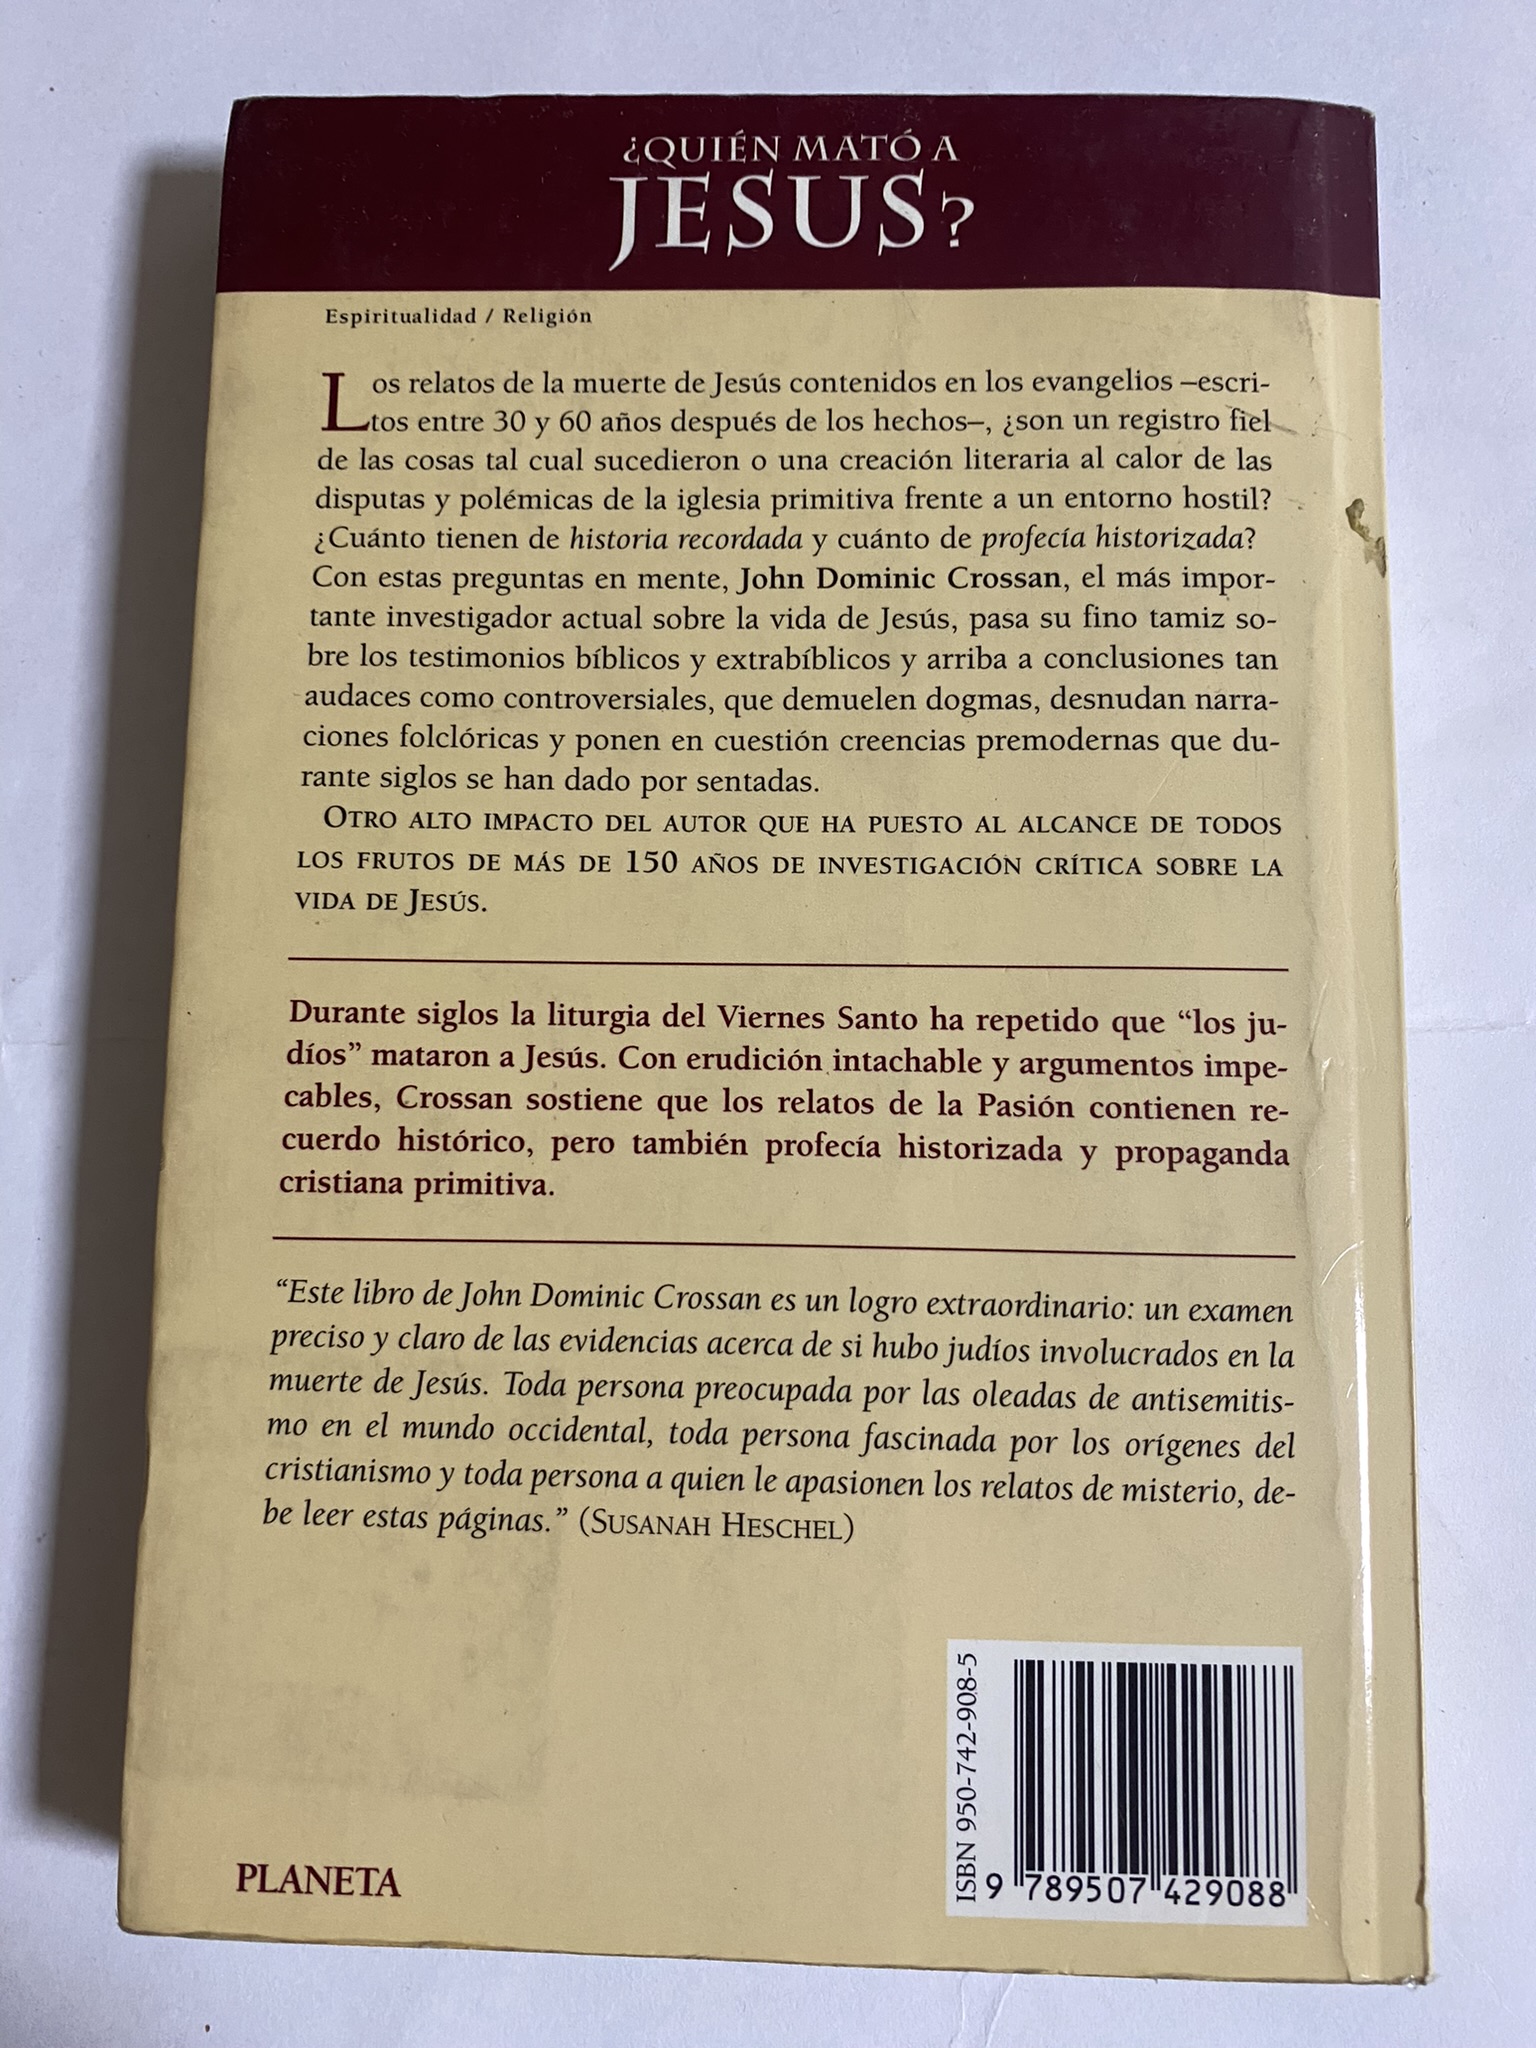 ¿QUIÉN MATÓ A
JESUS?
Espiritualidad / Religión
Los relatos de la muerte de Jesús contenidos en los evangelios –escri-
tos entre 30 y 60 años después de los hechos–, ¿son un registro fiel
de las cosas tal cual sucedieron o una creación literaria al calor de las
disputas y polémicas de la iglesia primitiva frente a un entorno hostil?
¿Cuánto tienen de historia recordada y cuánto de profecía historizada?
Con estas preguntas en mente, John Dominic Crossan, el más impor-
tante investigador actual sobre la vida de Jesús, pasa su fino tamiz so-
bre los testimonios bíblicos y extrabíblicos y arriba a conclusiones tan
audaces como controversiales, que demuelen dogmas, desnudan narra-
ciones folclóricas y ponen en cuestión creencias premodernas que du-
rante siglos se han dado por sentadas.
OTRO ALTO IMPACTO DEL AUTOR QUE HA PUESTO AL ALCANCE DE TODOS
LOS FRUTOS DE MÁS DE 150 AÑOS DE INVESTIGACIÓN CRÍTICA SOBRE LA
VIDA DE JESÚS.
Durante siglos la liturgia del Viernes Santo ha repetido que “los ju-
díos” mataron a Jesús. Con erudición intachable y argumentos impe-
cables, Crossan sostiene que los relatos de la Pasión contienen re-
cuerdo histórico, pero también profecía historizada y propaganda
cristiana primitiva.
“Este libro de John Dominic Crossan es un logro extraordinario: un examen
preciso y claro de las evidencias acerca de si hubo judíos involucrados en la
muerte de Jesús. Toda persona preocupada por las oleadas de antisemitis-
mo en el mundo occidental, toda persona fascinada por los orígenes del
cristianismo y toda persona a quien le apasionen los relatos de misterio, de-
be leer estas páginas.” (SUSANAH HESCHEL)
ISBN 950-742-908-5
9 789507 429088
PLANETA